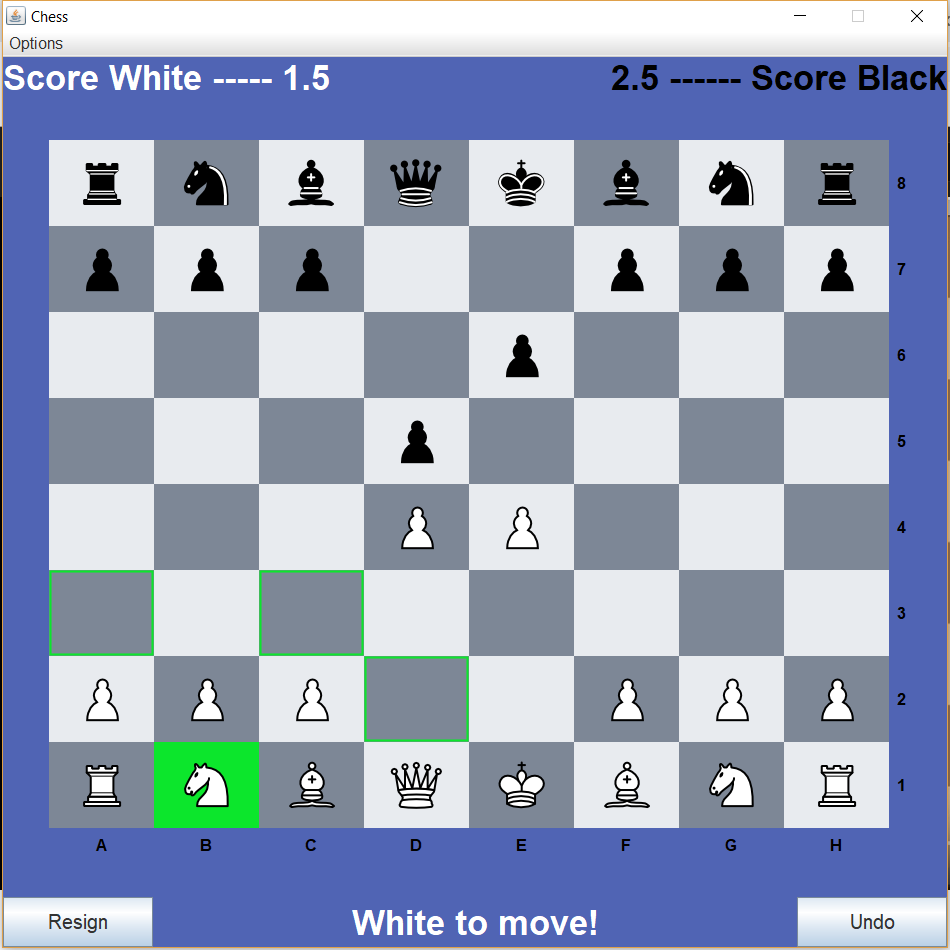 Chess
Options
Score White ----- 1.5
2.5 ------ Score Black
8
7
6
5
4
3
2
1
A B C D E F G H
Resign
White to move!
Undo